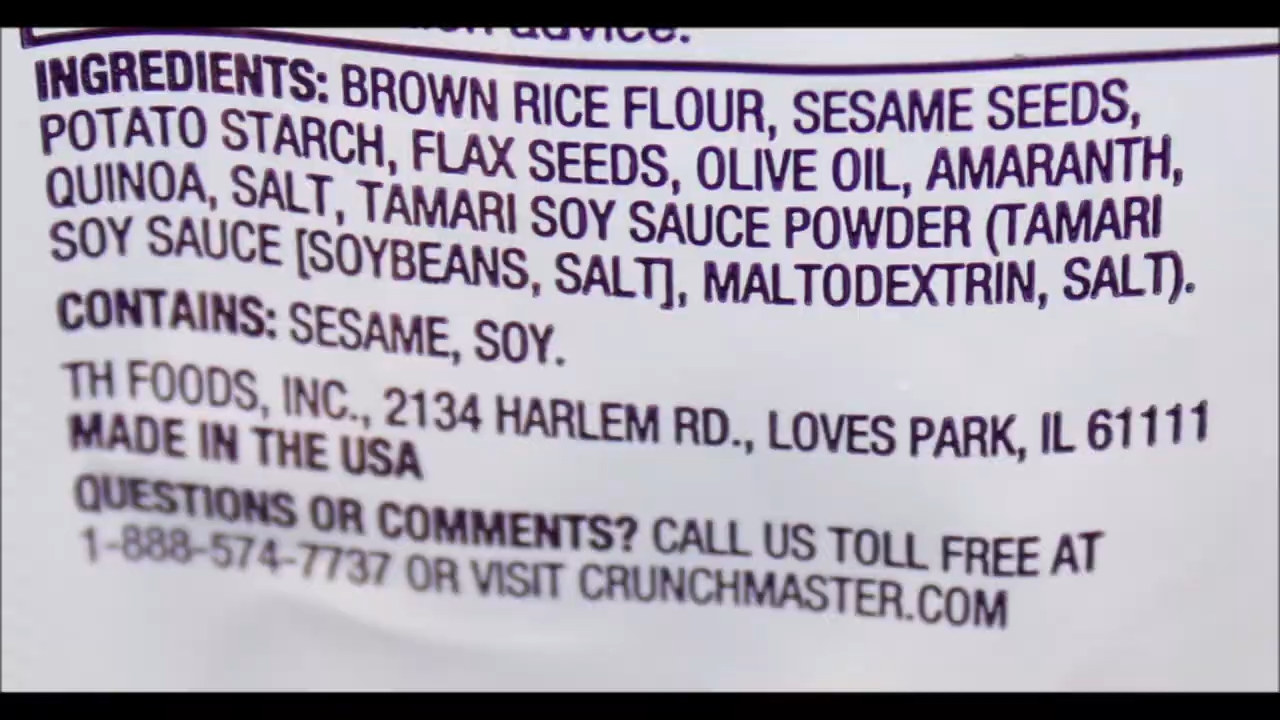 advice.
INGREDIENTS: BROWN RICE FLOUR, SESAME SEEDS,
POTATO STARCH, FLAX SEEDS, OLIVE OIL, AMARANTH,
QUINOA, SALT, TAMARI SOY SAUCE POWDER (TAMARI
SOY SAUCE [SOYBEANS, SALT], MALTODEXTRIN, SALT).
CONTAINS: SESAME, SOY.
TH FOODS, INC., 2134 HARLEM RD., LOVES PARK, IL 61111
MADE IN THE USA
QUESTIONS OR COMMENTS? CALL US TOLL FREE AT
1-888-574-7737 OR VISIT CRUNCHMASTER.COM